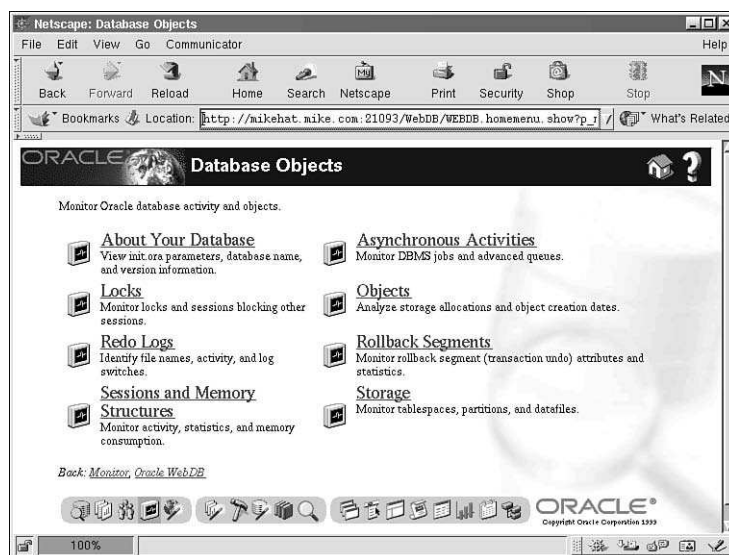 Netscape: Database Objects
File Edit View Go Communicator Help
Back Forward Reload Home Search Netscape Print Security Shop Stop
My
N
Bookmarks Location: http://mikehat.mike.com:21093/WebDB/WEBDB.homemenu.show?p_ What's Related
ORACLE Database Objects ?
Monitor Oracle database activity and objects.
About Your Database
View init.ora parameters, database name,
and version information.
Asynchronous Activities
Monitor DBMS jobs and advanced queues.
Locks
Monitor locks and sessions blocking other
sessions.
Objects
Analyze storage allocations and object creation dates.
Redo Logs
Identify file names, activity, and log
switches.
Rollback Segments
Monitor rollback segment (transaction undo) attributes and
statistics.
Sessions and Memory
Structures
Monitor activity, statistics, and memory
consumption.
Storage
Monitor tablespaces, partitions, and datafiles.
Back: Monitor, Oracle WebDB
ORACLE®
Copyright Oracle Corporation 1999
100%